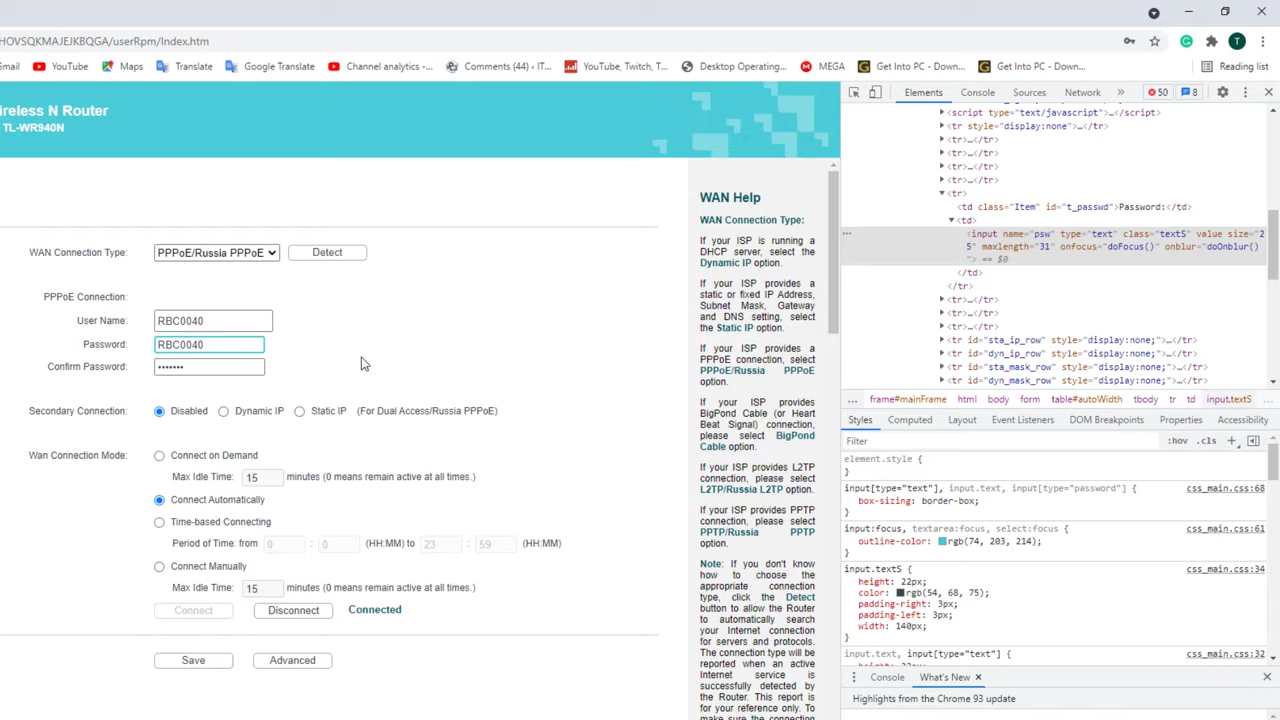 HOVSQKMAJEJKBQGA/userRpm/Index.htm
T
Gmail YouTube Maps Translate Google Translate Channel analytics -... Comments (44) ‹ IT... YouTube, Twitch, T... Desktop Operating... MEGA Get Into PC - Down... Get Into PC - Dow... Reading list
ireless N Router
TL-WR940N
WAN Connection Type: PPPoE/Russia PPPoE Detect
PPPoE Connection:
User Name: RBC0040
Password: RBC0040
Confirm Password: •••••••
Secondary Connection: Disabled Dynamic IP Static IP (For Dual Access/Russia PPPoE)
Wan Connection Mode: Connect on Demand
Max Idle Time: 15 minutes (0 means remain active at all times.)
Connect Automatically
Time-based Connecting
Period of Time: from 0 : 0 (HH:MM) to 23 : 59 (HH:MM)
Connect Manually
Max Idle Time: 15 minutes (0 means remain active at all times.)
Connect Disconnect Connected
Save Advanced
WAN Help
WAN Connection Type:
If your ISP is running a
DHCP server, select the
Dynamic IP option.
If your ISP provides a
static or fixed IP Address,
Subnet Mask, Gateway
and DNS setting, select
the Static IP option.
If your ISP provides a
PPPoE connection, select
PPPoE/Russia PPPoE
option.
If your ISP provides
BigPond Cable (or Heart
Beat Signal) connection,
please select BigPond
Cable option.
If your ISP provides L2TP
connection, please select
L2TP/Russia L2TP option.
If your ISP provides PPTP
connection, please select
PPTP/Russia PPTP
option.
Note: If you don't know
how to choose the
appropriate connection
type, click the Detect
button to allow the Router
to automatically search
your Internet connection
for servers and protocols.
The connection type will be
reported when an active
Internet service is
successfully detected by
the Router. This report is
for your reference only. To
make sure the connection
Elements Console Sources Network » 50 8
<script type="text/javascript">…</script>
<tr style="display:none">…</tr>
<tr>…</tr>
<tr>…</tr>
<tr>…</tr>
<tr>…</tr>
<tr>
<td class="Item" id="t_passwd">Password:</td>
<td>
<input name="psw" type="text" class="textS" value size="2
5" maxlength="31" onfocus="doFocus()" onblur="doOnblur()
"> == $0
</td>
</tr>
<tr>…</tr>
<tr>…</tr>
<tr>…</tr>
<tr id="sta_ip_row" style="display:none;">…</tr>
<tr id="dyn_ip_row" style="display:none;">…</tr>
<tr id="sta_mask_row" style="display:none;">…</tr>
<tr id="dyn_mask_row" style="display:none;">…</tr>
... frame#mainFrame html body form table#autoWidth tbody tr td input.textS ...
Styles Computed Layout Event Listeners DOM Breakpoints Properties Accessibility
Filter :hov .cls +
element.style {
}
input[type="text"], input.text, input[type="password"] { css_main.css:68
box-sizing: border-box;
}
input:focus, textarea:focus, select:focus { css_main.css:61
outline-color: rgb(74, 203, 214);
}
input.textS { css_main.css:34
height: 22px;
color: rgb(54, 68, 75);
padding-right: 3px;
padding-left: 3px;
width: 140px;
}
input.text, input[type="text"] { css_main.css:32
Console What's New ×
Highlights from the Chrome 93 update